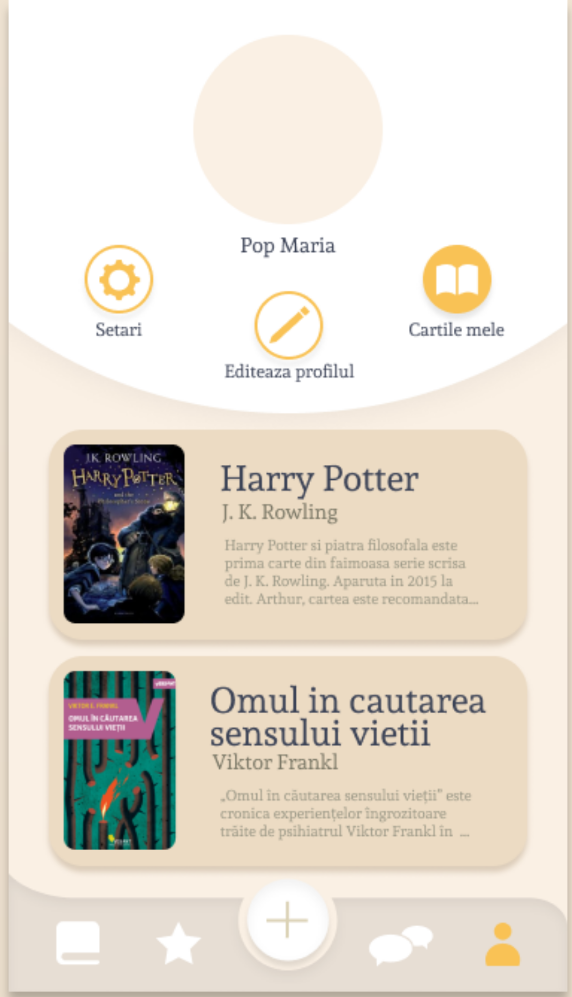 Pop Maria
Setari
Cartile mele
Editeaza profilul
J.K. ROWLING
HARRY POTTER
and the
Philosopher's Stone
Harry Potter
J. K. Rowling
Harry Potter si piatra filosofala este
prima carte din faimoasa serie scrisa
de J. K. Rowling. Aparuta in 2015 la
edit. Arthur, cartea este recomandata...
VIKTOR E. FRANKL
OMUL ÎN CĂUTAREA
SENSULUI VIEȚII
Omul in cautarea
sensului vietii
Viktor Frankl
„Omul în căutarea sensului vieții” este
cronica experiențelor îngrozitoare
trăite de psihiatrul Viktor Frankl în ...